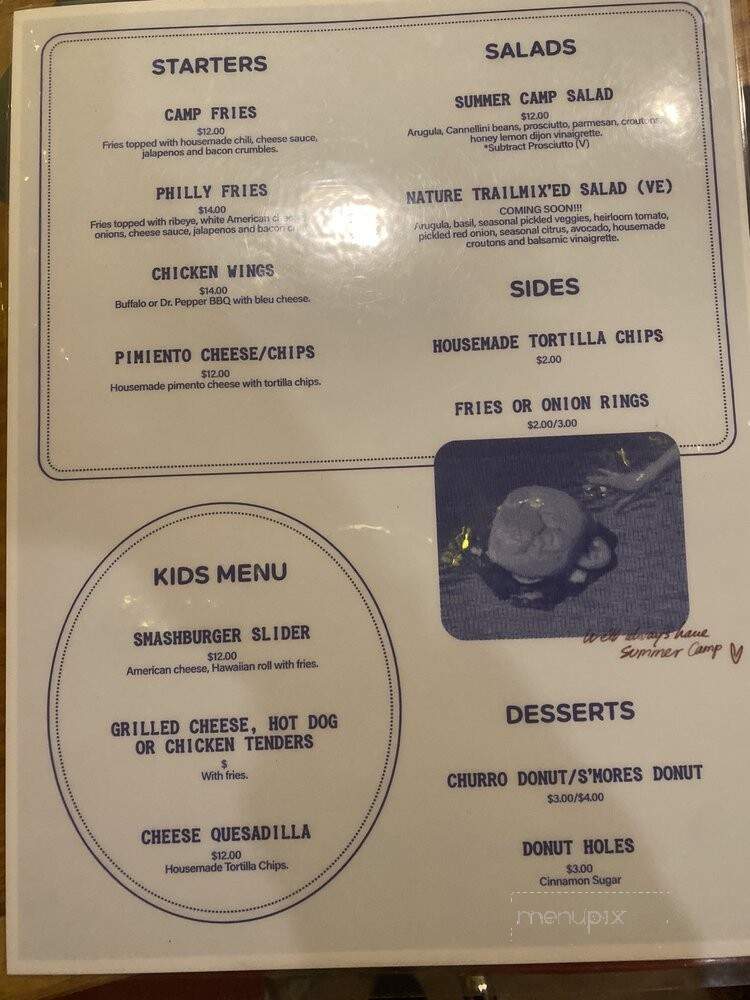 STARTERS
CAMP FRIES
$12.00
Fries topped with housemade chili, cheese sauce,
jalapenos and bacon crumbles.
PHILLY FRIES
$14.00
Fries topped with ribeye, white American
onions, cheese sauce, jalapenos and bacon
CHICKEN WINGS
$14.00
Buffalo or Dr. Pepper BBQ with bleu cheese.
PIMIENTO CHEESE/CHIPS
$12.00
Housemade pimento cheese with tortilla chips.
SALADS
SUMMER CAMP SALAD
$12.00
Arugula, Cannellini beans, prosciutto, parmesan, croutons,
honey lemon dijon vinaigrette.
*Subtract Prosciutto (V)
NATURE TRAILMIX'ED SALAD (VE)
COMING SOON!!!
Arugula, basil, seasonal pickled veggies, heirloom tomato,
pickled red onion, seasonal citrus, avocado, housemade
croutons and balsamic vinaigrette.
SIDES
HOUSEMADE TORTILLA CHIPS
$2.00
FRIES OR ONION RINGS
$2.00/3.00
KIDS MENU
SMASHBURGER SLIDER
$12.00
American cheese, Hawaiian roll with fries.
GRILLED CHEESE, HOT DOG
OR CHICKEN TENDERS
$
With fries.
CHEESE QUESADILLA
$12.00
Housemade Tortilla Chips.
we'll always have
Summer Camp ♡
DESSERTS
CHURRO DONUT/S'MORES DONUT
$3.00/$4.00
DONUT HOLES
$3.00
Cinnamon Sugar
menupix